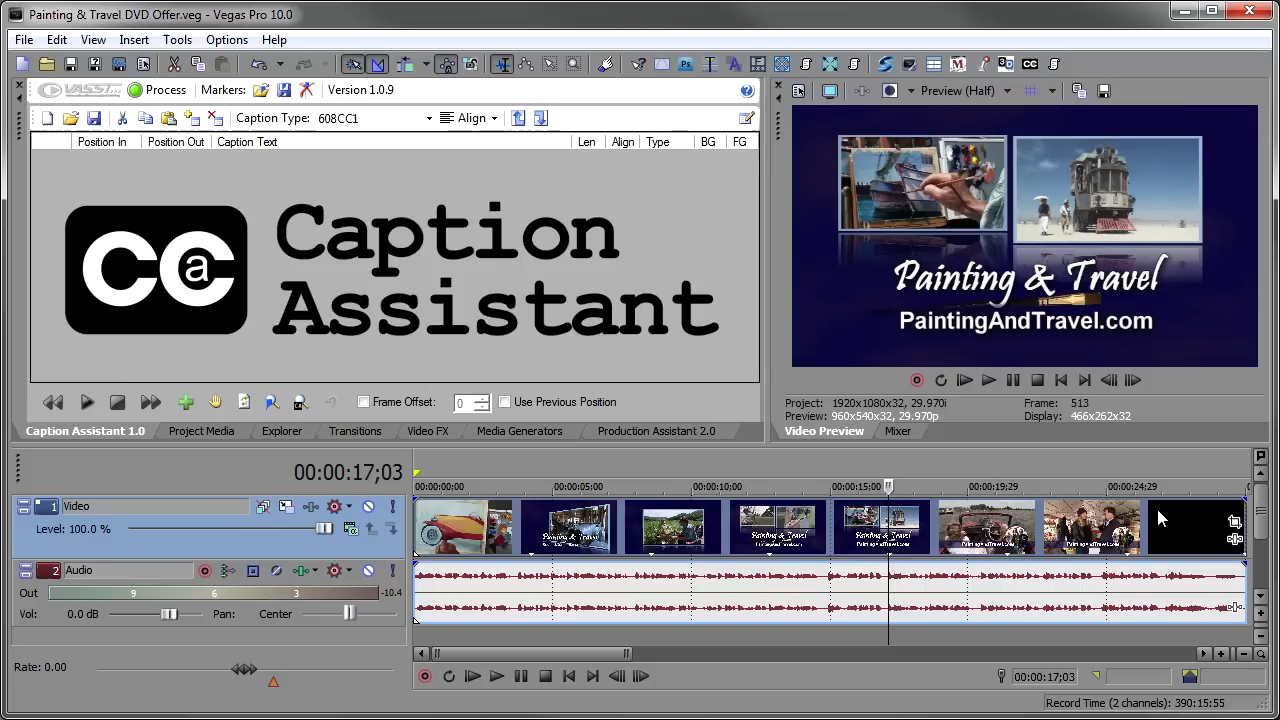 Painting & Travel DVD Offer.veg - Vegas Pro 10.0
File Edit View Insert Tools Options Help
VASST Process Markers: Version 1.0.9
Caption Type: 608CC1 Align
Position In Position Out Caption Text Len Align Type BG FG
CC a Caption
Assistant
Frame Offset: 0 Use Previous Position
Caption Assistant 1.0 Project Media Explorer Transitions Video FX Media Generators Production Assistant 2.0
Preview (Half)
Painting & Travel
PaintingAndTravel.com
Project: 1920x1080x32, 29.970i Frame: 513
Preview: 960x540x32, 29.970p Display: 466x262x32
Video Preview Mixer
00:00:17;03
00:00:00;00 00:00:05;00 00:00:10;00 00:00:15;00 00:00:19;29 00:00:24;29
1 Video
Level: 100.0 %
2 Audio
Out 9 6 3 -10.4
Vol: 0.0 dB Pan: Center
Rate: 0.00
00:00:17;03
Record Time (2 channels): 390:15:55